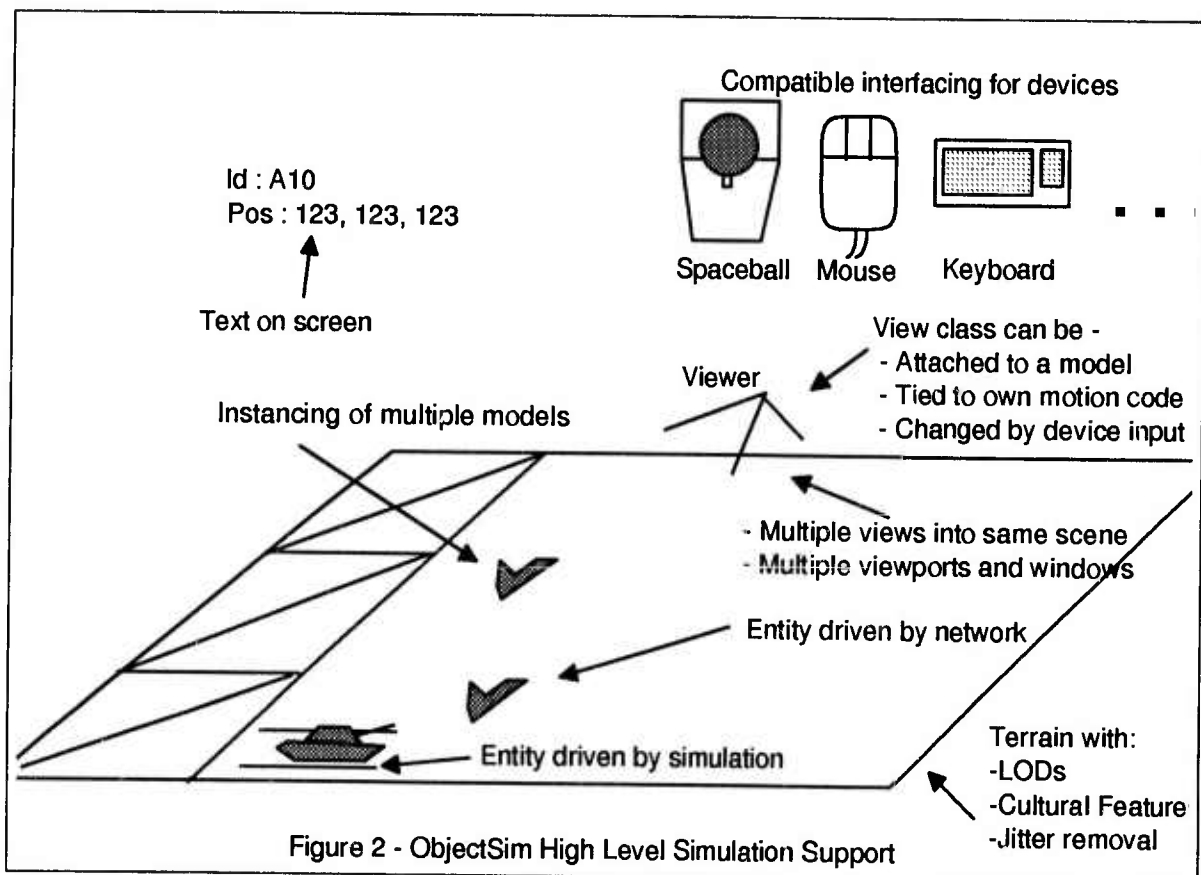 Compatible interfacing for devices
Id : A10
Pos : 123, 123, 123
Spaceball Mouse Keyboard
Text on screen
View class can be -
- Attached to a model
- Tied to own motion code
- Changed by device input
Viewer
Instancing of multiple models
- Multiple views into same scene
- Multiple viewports and windows
Entity driven by network
Entity driven by simulation
Terrain with:
-LODs
-Cultural Feature
-Jitter removal
Figure 2 - ObjectSim High Level Simulation Support